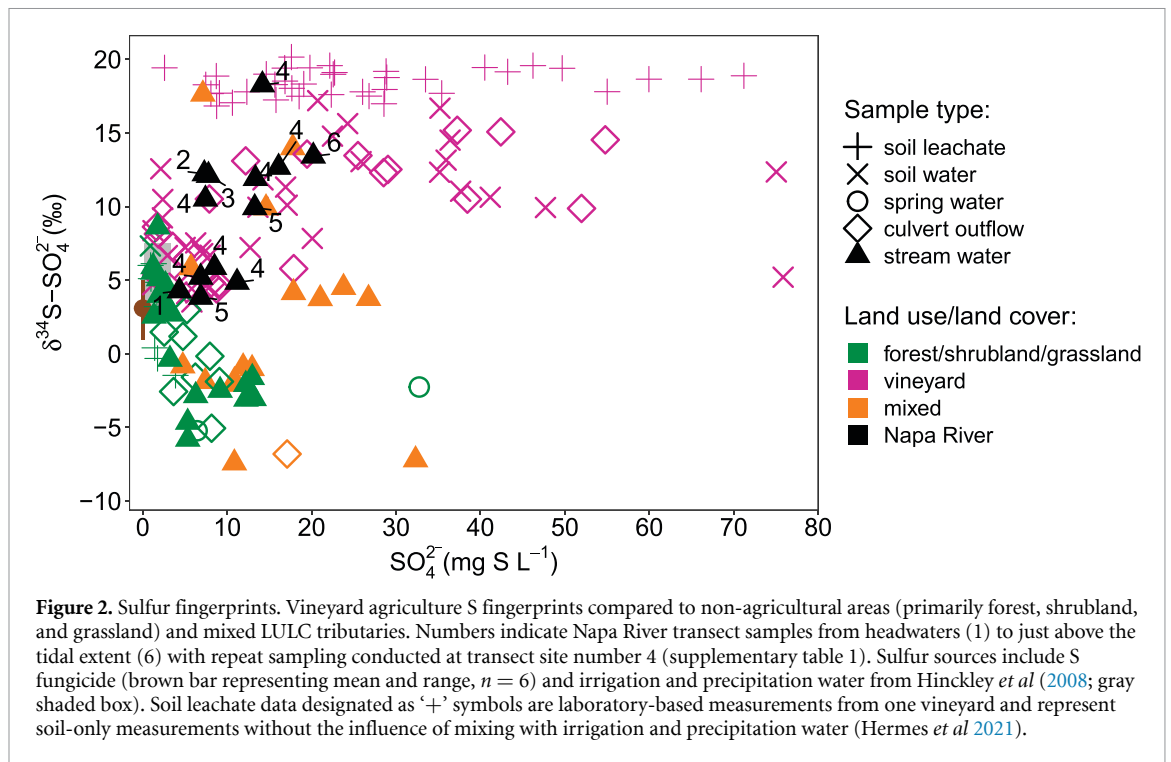 20
15
10
5
0
−5
−10
δ³⁴S−SO₄²⁻ (‰)
0 10 20 30 40 50 60 70 80
SO₄²⁻ (mg S L⁻¹)
4
4
6
2
4
4
3
5
4
4
4
1
5
Sample type:
soil leachate
soil water
spring water
culvert outflow
stream water
Land use/land cover:
forest/shrubland/grassland
vineyard
mixed
Napa River
Figure 2. Sulfur fingerprints. Vineyard agriculture S fingerprints compared to non-agricultural areas (primarily forest, shrubland,
and grassland) and mixed LULC tributaries. Numbers indicate Napa River transect samples from headwaters (1) to just above the
tidal extent (6) with repeat sampling conducted at transect site number 4 (supplementary table 1). Sulfur sources include S
fungicide (brown bar representing mean and range, n = 6) and irrigation and precipitation water from Hinckley et al (2008; gray
shaded box). Soil leachate data designated as ‘+’ symbols are laboratory-based measurements from one vineyard and represent
soil-only measurements without the influence of mixing with irrigation and precipitation water (Hermes et al 2021).